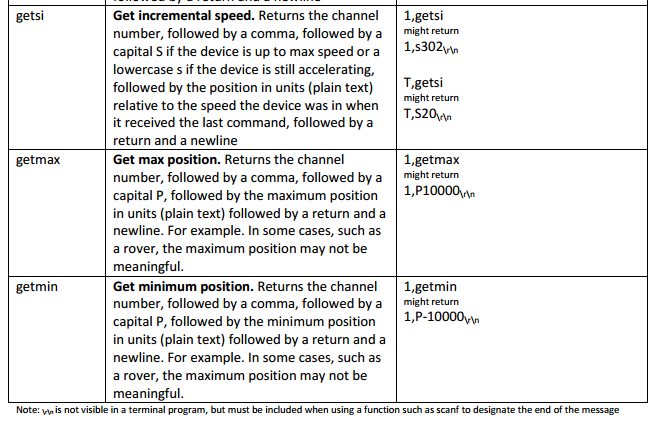 followed by a return and a newline
getsi
Get incremental speed. Returns the channel
number, followed by a comma, followed by a
capital S if the device is up to max speed or a
lowercase s if the device is still accelerating,
followed by the position in units (plain text)
relative to the speed the device was in when
it received the last command, followed by a
return and a newline
1,getsi
might return
1,s302\r\n
T,getsi
might return
T,S20\r\n
getmax
Get max position. Returns the channel
number, followed by a comma, followed by a
capital P, followed by the maximum position
in units (plain text) followed by a return and a
newline. For example. In some cases, such as
a rover, the maximum position may not be
meaningful.
1,getmax
might return
1,P10000\r\n
getmin
Get minimum position. Returns the channel
number, followed by a comma, followed by a
capital P, followed by the minimum position
in units (plain text) followed by a return and a
newline. For example. In some cases, such as
a rover, the maximum position may not be
meaningful.
1,getmin
might return
1,P-10000\r\n
Note: \r\n is not visible in a terminal program, but must be included when using a function such as scanf to designate the end of the message